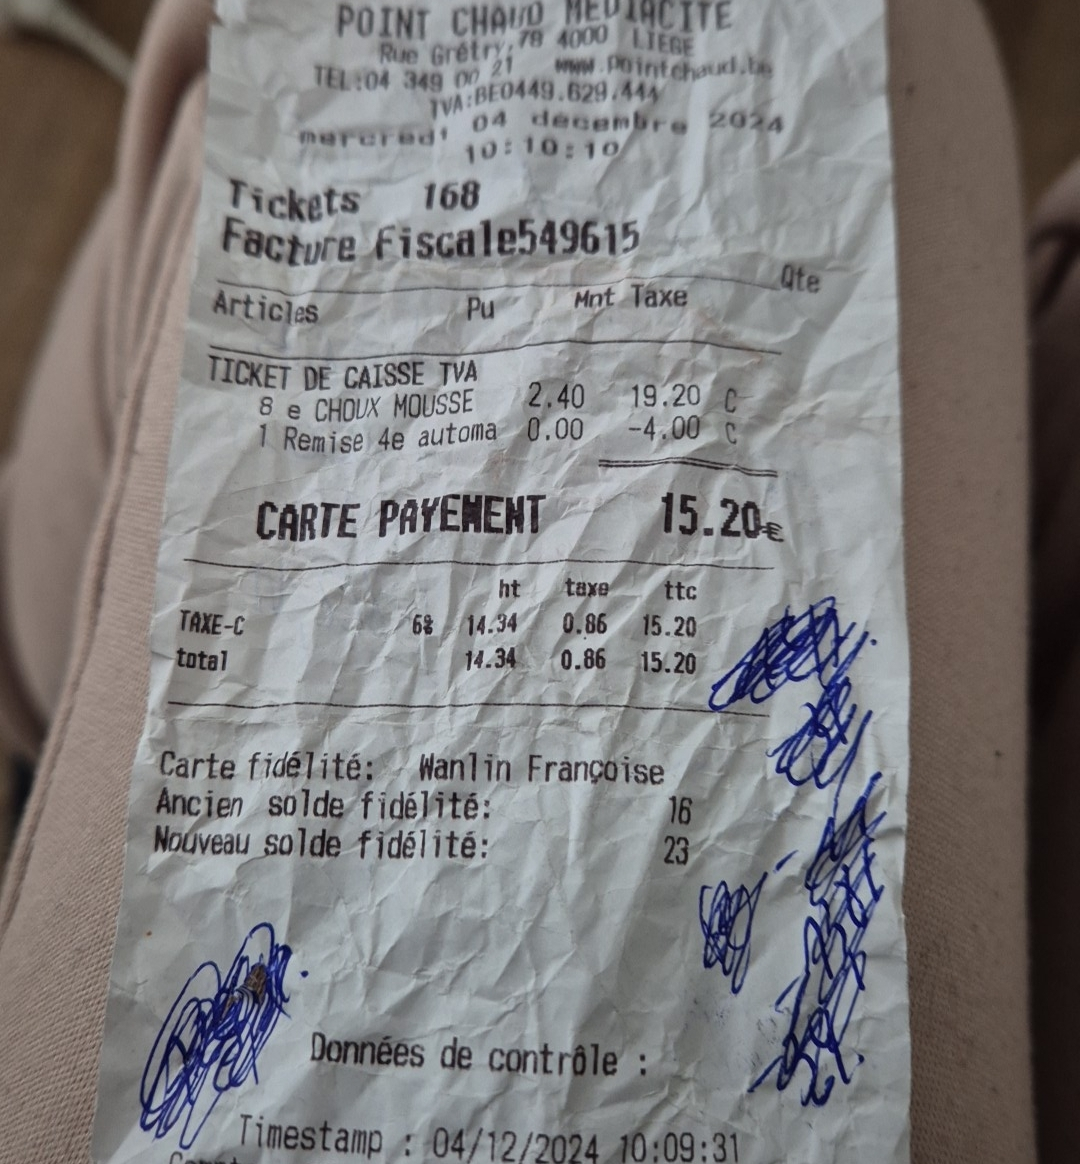 POINT CHAUD MEDIACITE
Rue Grétry,78 4000 LIEGE
TEL:04 349 00 21 www.pointchaud.be
TVA:BE0449.629.444
mercredi 04 décembre 2024
10:10:10
Tickets 168
Facture Fiscale549615
Qte
Articles Pu Mnt Taxe
TICKET DE CAISSE TVA
8 e CHOUX MOUSSE 2.40 19.20 C
1 Remise 4e automa 0.00 -4.00 C
CARTE PAYEMENT 15.20€
ht taxe ttc
TAXE-C 6% 14.34 0.86 15.20
total 14.34 0.86 15.20
Carte fidélité: Wanlin Françoise
Ancien solde fidélité: 16
Nouveau solde fidélité: 23
Données de contrôle :
Timestamp : 04/12/2024 10:09:31